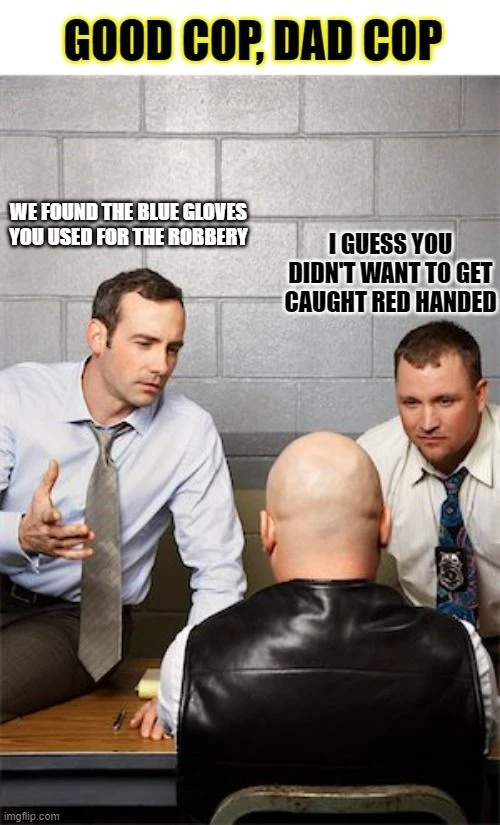 GOOD COP, DAD COP
WE FOUND THE BLUE GLOVES
YOU USED FOR THE ROBBERY
I GUESS YOU
DIDN'T WANT TO GET
CAUGHT RED HANDED
imgflip.com